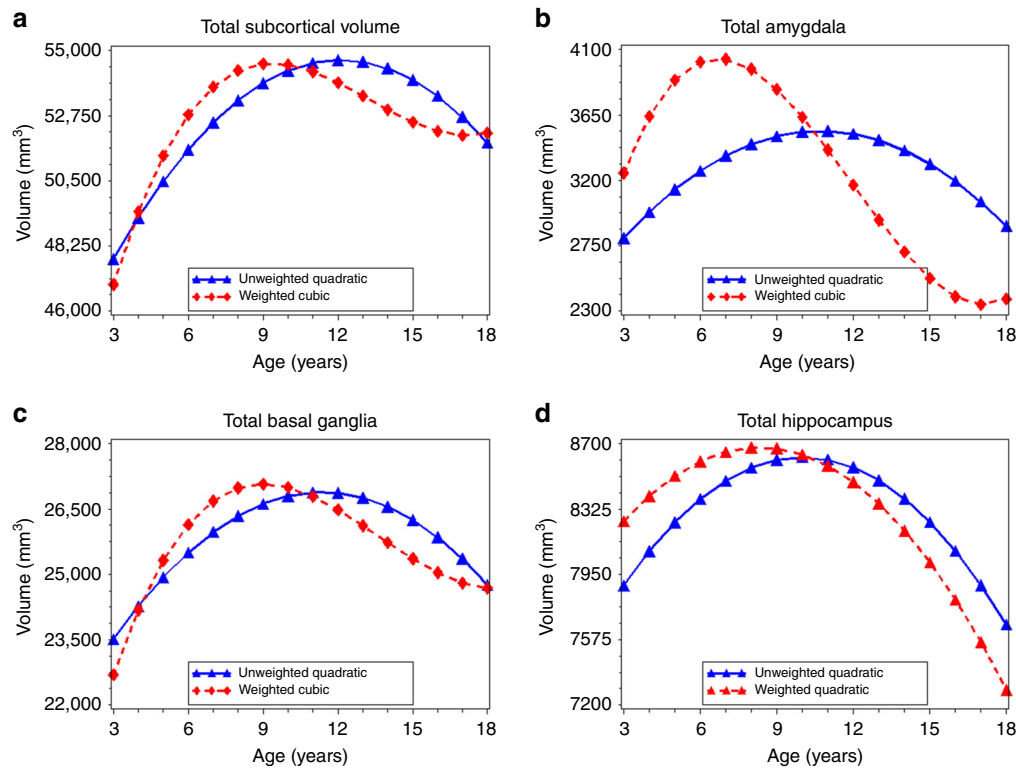 a
Total subcortical volume
55,000
52,750
50,500
48,250
46,000
Volume (mm³)
Unweighted quadratic
Weighted cubic
3 6 9 12 15 18
Age (years)
b
Total amygdala
4100
3650
3200
2750
2300
Volume (mm³)
Unweighted quadratic
Weighted cubic
3 6 9 12 15 18
Age (years)
c
Total basal ganglia
28,000
26,500
25,000
23,500
22,000
Volume (mm³)
Unweighted quadratic
Weighted cubic
3 6 9 12 15 18
Age (years)
d
Total hippocampus
8700
8325
7950
7575
7200
Volume (mm³)
Unweighted quadratic
Weighted quadratic
3 6 9 12 15 18
Age (years)